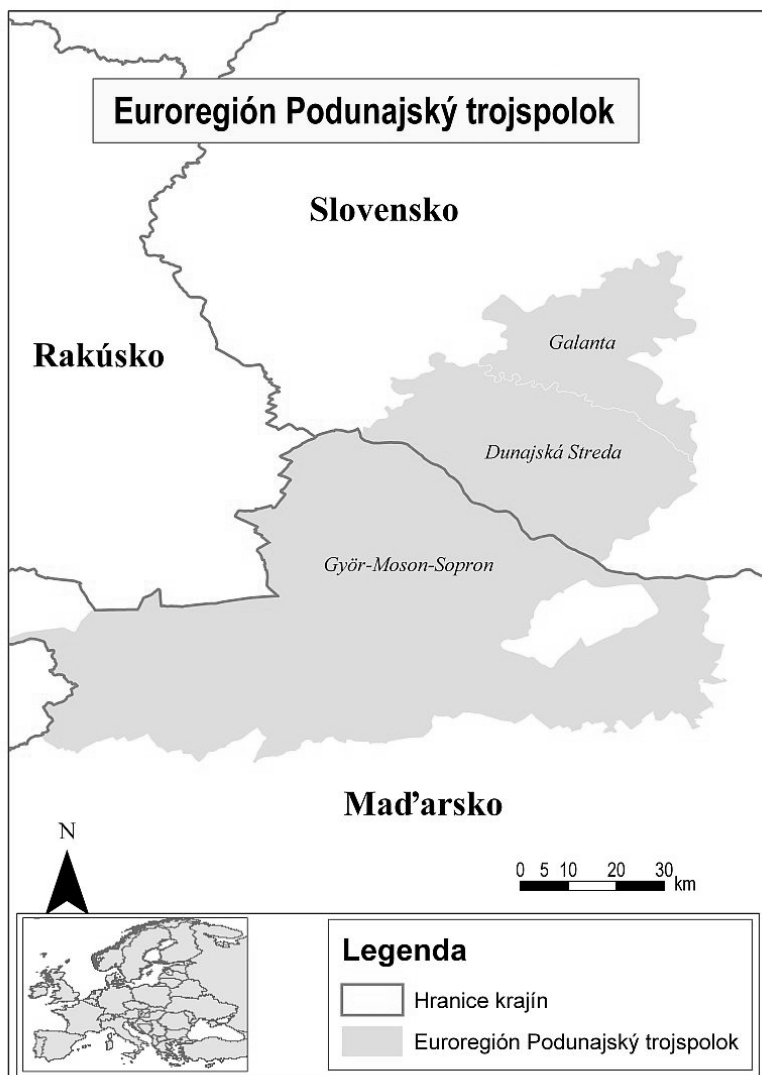 Euroregión Podunajský trojspolok
Slovensko
Galanta
Rakúsko
Dunajská Streda
Györ-Moson-Sopron
Maďarsko
N
0 5 10 20 30
km
Legenda
Hranice krajín
Euroregión Podunajský trojspolok